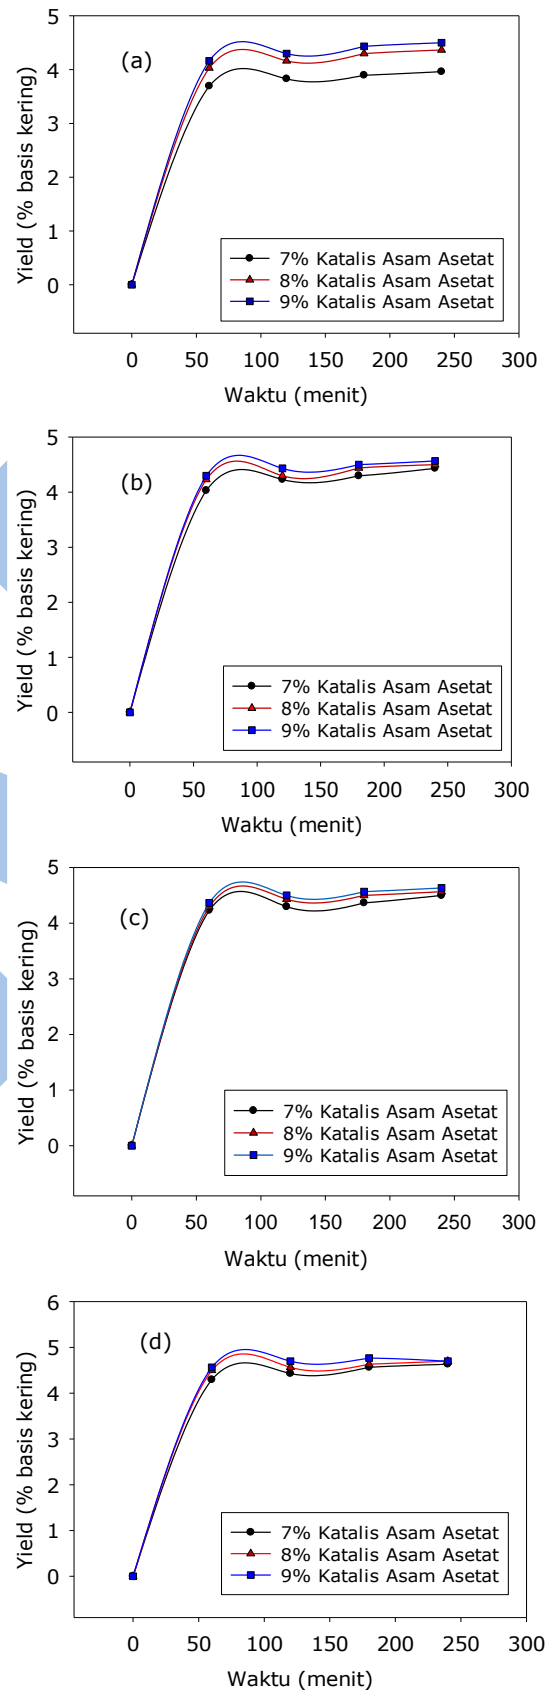 5
4
3
2
1
0
Yield (% basis kering)
(a)
7% Katalis Asam Asetat
8% Katalis Asam Asetat
9% Katalis Asam Asetat
0 50 100 150 200 250 300
Waktu (menit)
5
4
3
2
1
0
Yield (% basis kering)
(b)
7% Katalis Asam Asetat
8% Katalis Asam Asetat
9% Katalis Asam Asetat
0 50 100 150 200 250 300
Waktu (menit)
5
4
3
2
1
0
Yield (% basis kering)
(c)
7% Katalis Asam Asetat
8% Katalis Asam Asetat
9% Katalis Asam Asetat
0 50 100 150 200 250 300
Waktu (menit)
6
5
4
3
2
1
0
Yield (% basis kering)
(d)
7% Katalis Asam Asetat
8% Katalis Asam Asetat
9% Katalis Asam Asetat
0 50 100 150 200 250 300
Waktu (menit)